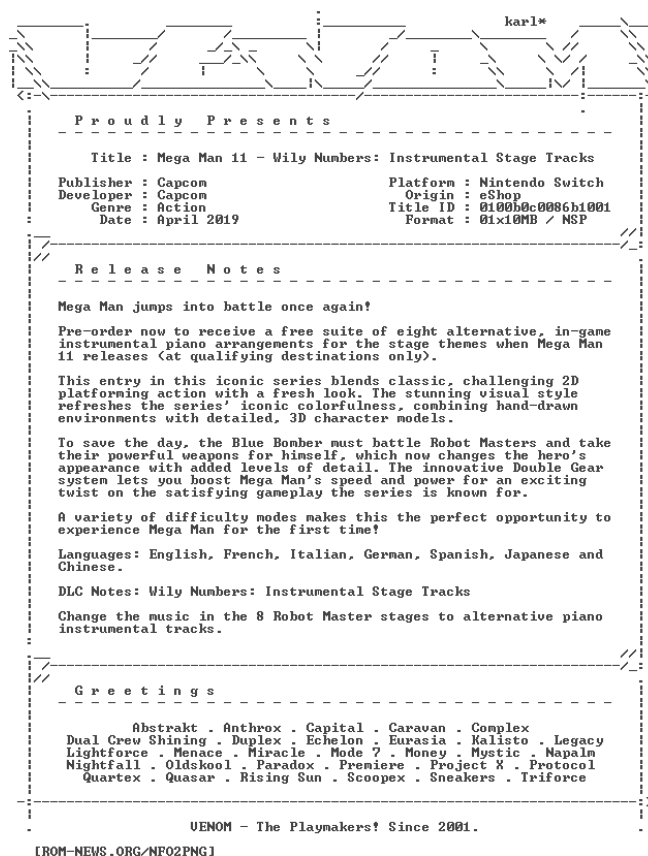 karl*
P r o u d l y   P r e s e n t s
Title : Mega Man 11 - Wily Numbers: Instrumental Stage Tracks
Publisher : Capcom Platform : Nintendo Switch
Developer : Capcom Origin : eShop
Genre : Action Title ID : 0100b0c0086b1001
Date : April 2019 Format : 01x10MB / NSP
R e l e a s e   N o t e s
Mega Man jumps into battle once again!
Pre-order now to receive a free suite of eight alternative, in-game
instrumental piano arrangements for the stage themes when Mega Man
11 releases (at qualifying destinations only).
This entry in this iconic series blends classic, challenging 2D
platforming action with a fresh look. The stunning visual style
refreshes the series' iconic colorfulness, combining hand-drawn
environments with detailed, 3D character models.
To save the day, the Blue Bomber must battle Robot Masters and take
their powerful weapons for himself, which now changes the hero's
appearance with added levels of detail. The innovative Double Gear
system lets you boost Mega Man's speed and power for an exciting
twist on the satisfying gameplay the series is known for.
A variety of difficulty modes makes this the perfect opportunity to
experience Mega Man for the first time!
Languages: English, French, Italian, German, Spanish, Japanese and
Chinese.
DLC Notes: Wily Numbers: Instrumental Stage Tracks
Change the music in the 8 Robot Master stages to alternative piano
instrumental tracks.
G r e e t i n g s
Abstrakt . Anthrox . Capital . Caravan . Complex
Dual Crew Shining . Duplex . Echelon . Eurasia . Kalisto . Legacy
Lightforce . Menace . Miracle . Mode 7 . Money . Mystic . Napalm
Nightfall . Oldskool . Paradox . Premiere . Project X . Protocol
Quartex . Quasar . Rising Sun . Scoopex . Sneakers . Triforce
VENOM - The Playmakers! Since 2001.
[ROM-NEWS.ORG/NFO2PNG]